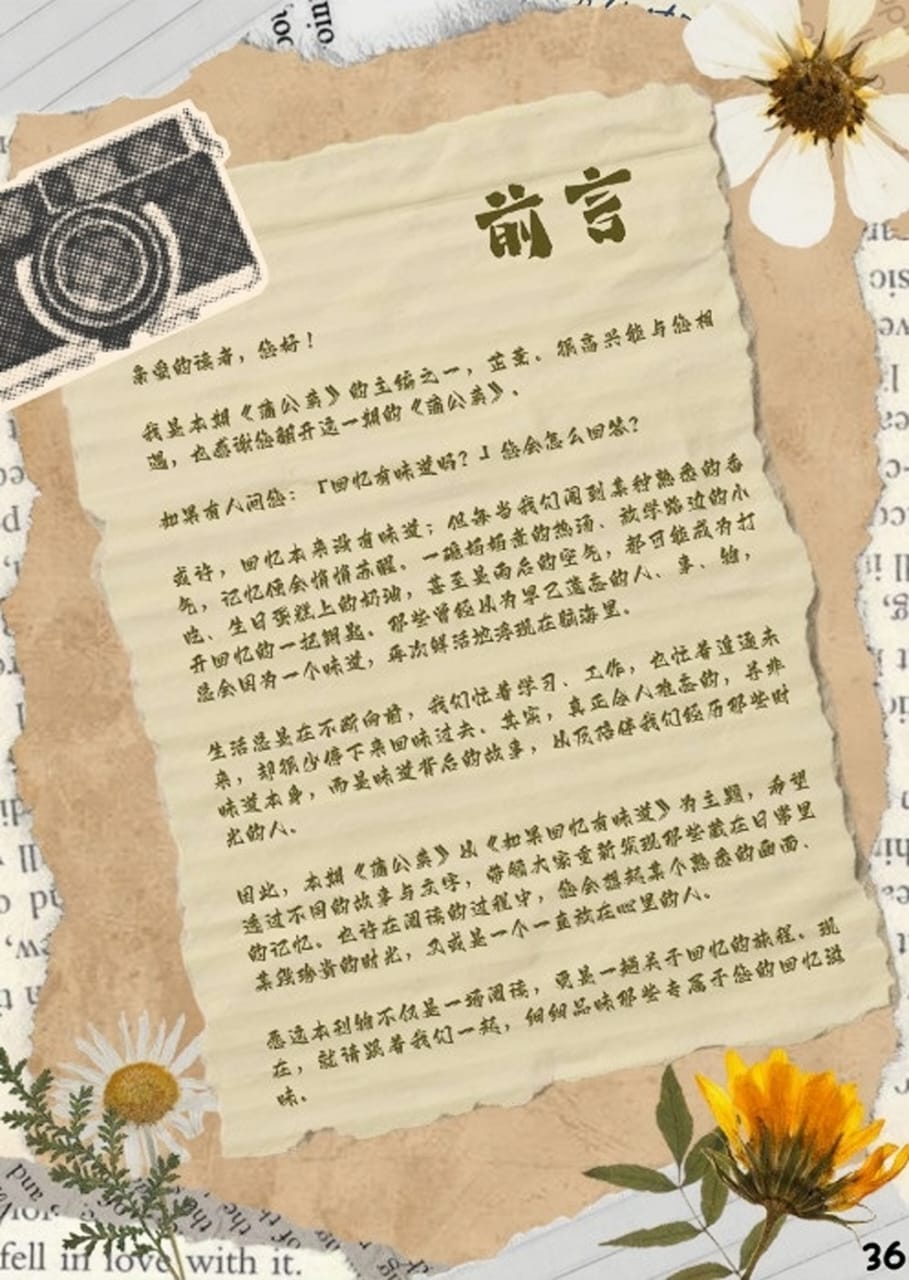 前言
亲爱的读者，您好！
我是本期《蒲公英》的主编之一，芷萱。很高兴能与您相
遇，也感谢您翻开这一期的《蒲公英》。
如果有人问您：「回忆有味道吗？」您会怎么回答？
或许，回忆本来没有味道；但每当我们闻到某种熟悉的香
气，记忆便会悄悄苏醒。一碗妈妈煮的热汤、放学路边的小
吃、生日蛋糕上的奶油，甚至是雨后的空气，都可能成为打
开回忆的一把钥匙。那些曾经以为早已遗忘的人、事、物，
总会因为一个味道，再次鲜活地浮现在脑海里。
生活总是在不断向前，我们忙着学习、工作，也忙着追逐未
来，却很少停下来回味过去。其实，真正令人难忘的，并非
味道本身，而是味道背后的故事，以及陪伴我们经历那些时
光的人。
因此，本期《蒲公英》以《如果回忆有味道》为主题，希望
透过不同的故事与文字，带领大家重新发现那些藏在日常里
的记忆。也许在阅读的过程中，您会想起某个熟悉的画面、
某段珍贵的时光，又或是一个一直放在心里的人。
愿这本刊物不仅是一场阅读，更是一趟关于回忆的旅程。现
在，就请跟着我们一起，细细品味那些专属于您的回忆滋
味。
fell in love with it.
36